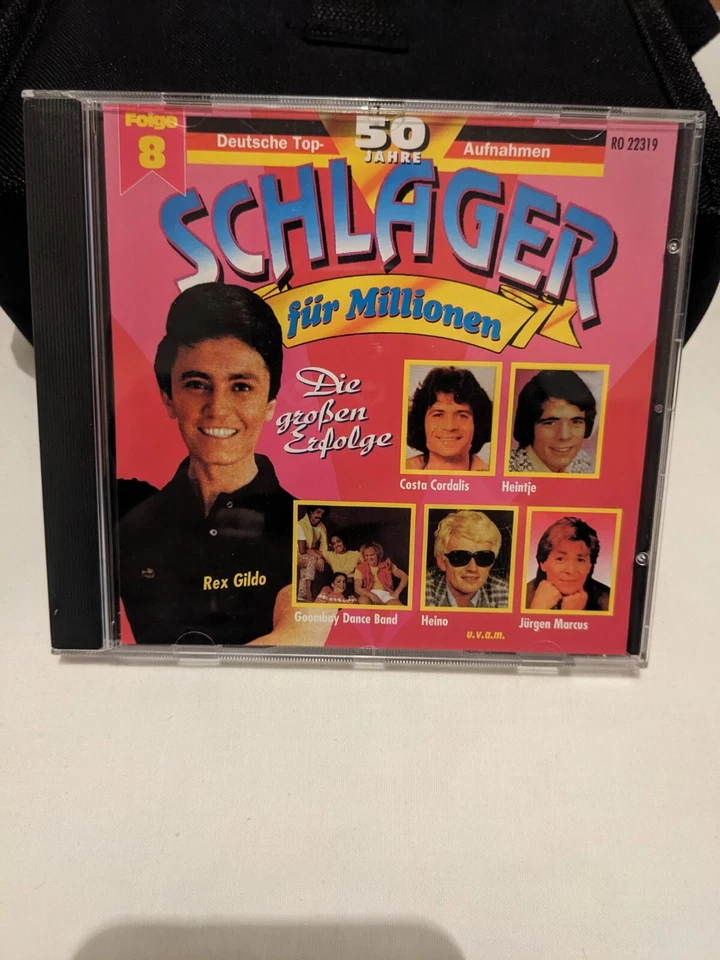 Folge
8
Deutsche Top-
50
JAHRE
Aufnahmen
RO 22319
SCHLAGER
für Millionen
Die
großen
Erfolge
Costa Cordalis
Heintje
Rex Gildo
Goombay Dance Band
Heino
Jürgen Marcus
u.v.a.m.